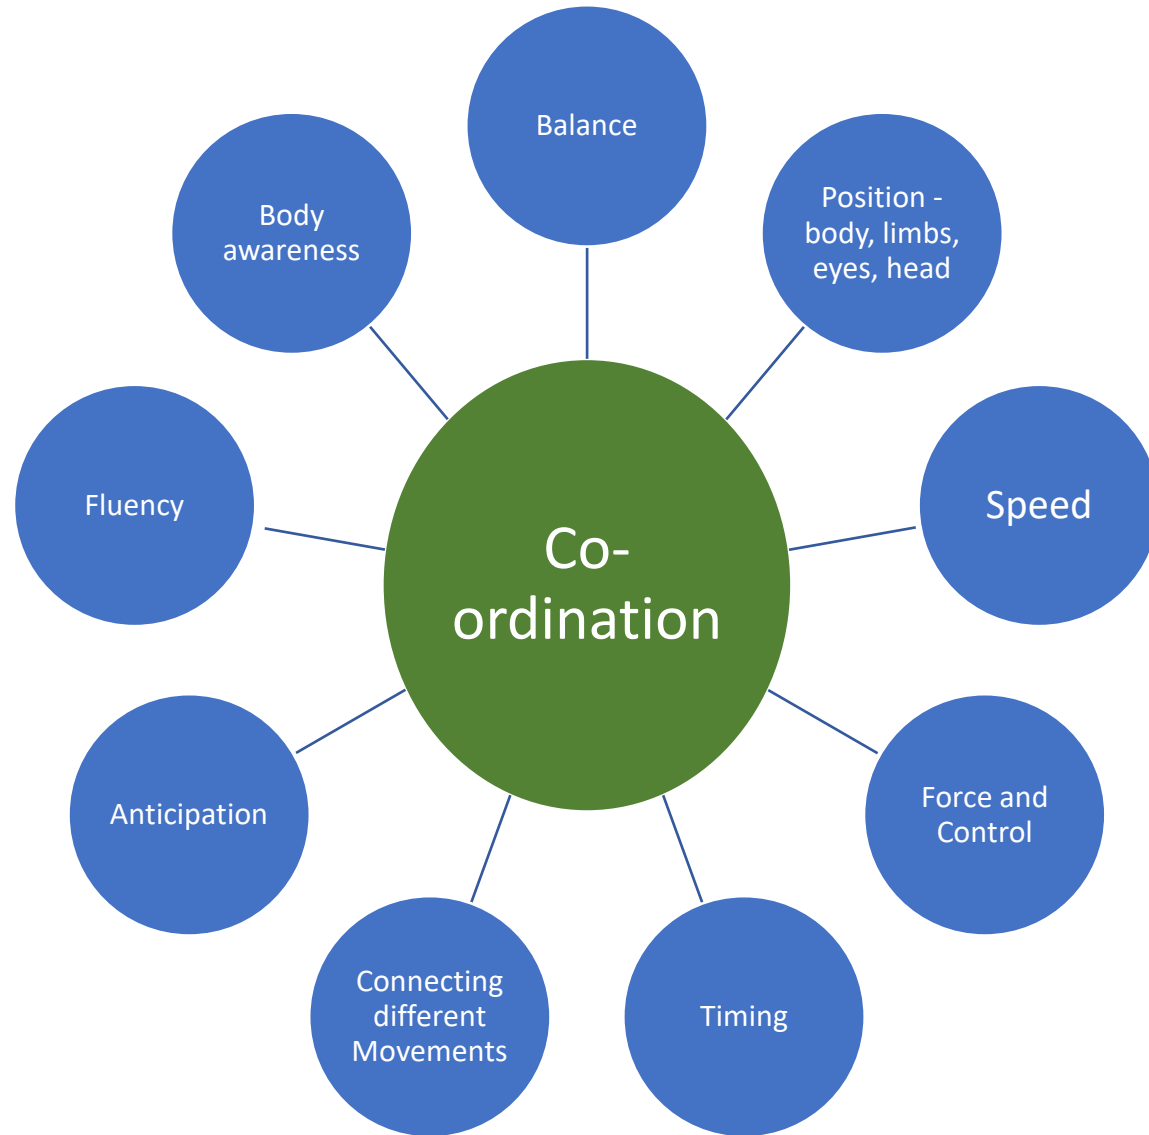 Balance
Position -
body, limbs,
eyes, head
Speed
Force and
Control
Timing
Connecting
different
Movements
Anticipation
Fluency
Body
awareness
Co-
ordination